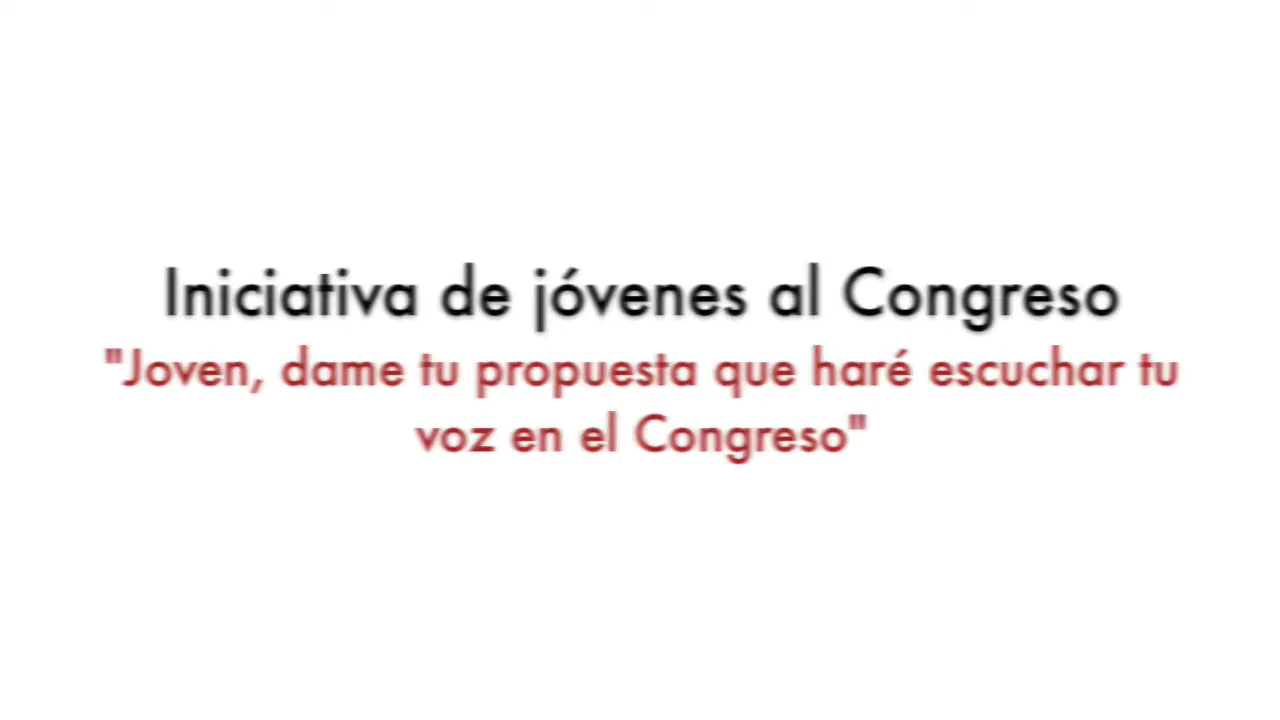 Iniciativa de jóvenes al Congreso
"Joven, dame tu propuesta que haré escuchar tu
voz en el Congreso"